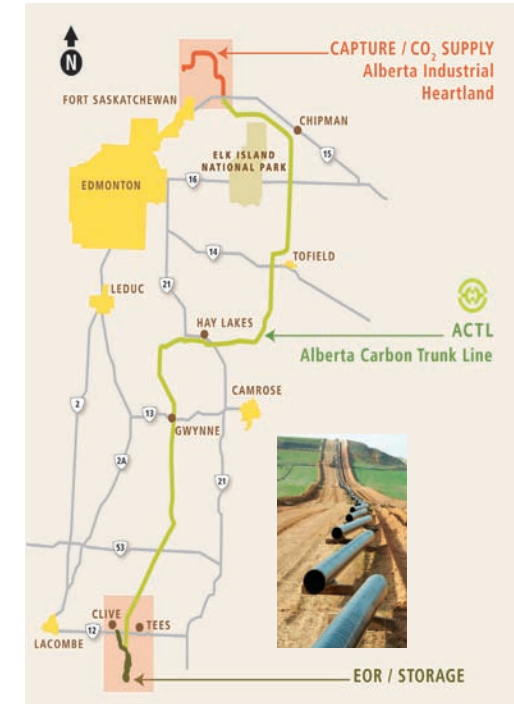 N
CAPTURE / CO₂ SUPPLY
Alberta Industrial
Heartland
FORT SASKATCHEWAN
CHIPMAN
15
ELK ISLAND
NATIONAL PARK
16
EDMONTON
14
TOFIELD
21
LEDUC
HAY LAKES
ACTL
Alberta Carbon Trunk Line
CAMROSE
2
13
GWYNNE
2A
21
53
CLIVE
TEES
12
LACOMBE
EOR / STORAGE